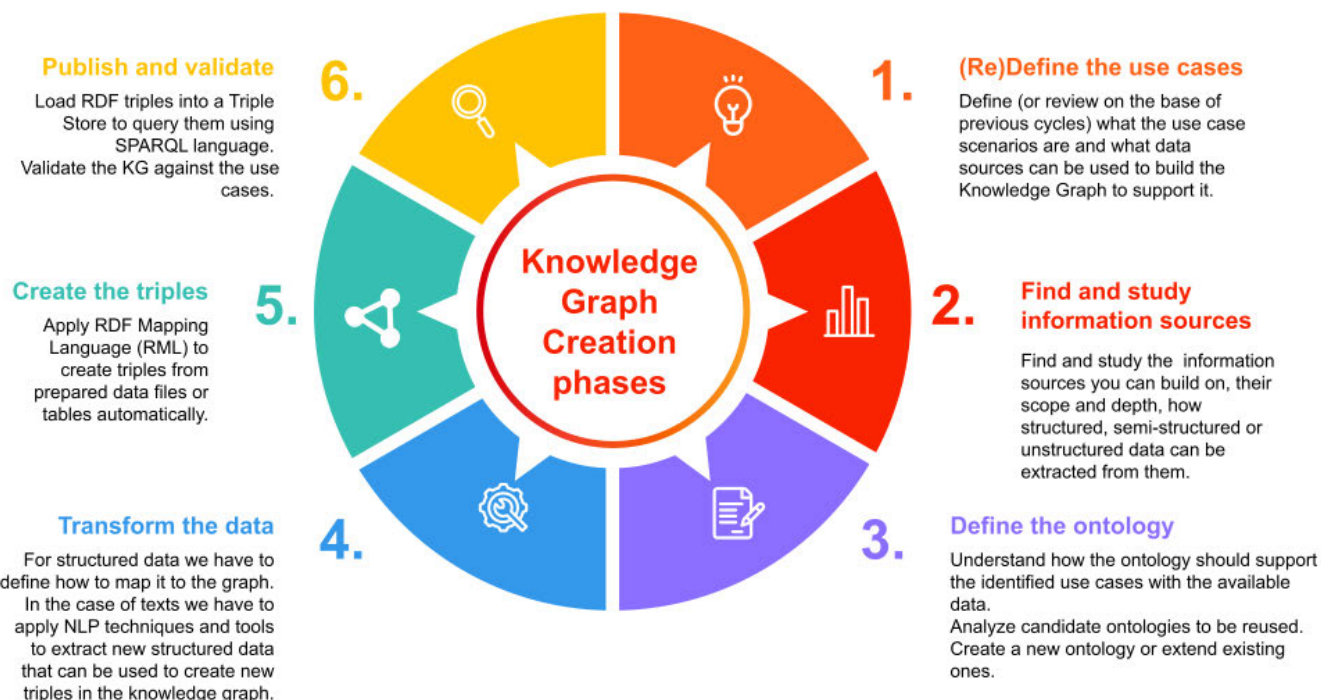 Knowledge
Graph
Creation
phases
1.
(Re)Define the use cases
Define (or review on the base of
previous cycles) what the use case
scenarios are and what data
sources can be used to build the
Knowledge Graph to support it.
2.
Find and study
information sources
Find and study the information
sources you can build on, their
scope and depth, how
structured, semi-structured or
unstructured data can be
extracted from them.
3.
Define the ontology
Understand how the ontology should support
the identified use cases with the available
data.
Analyze candidate ontologies to be reused.
Create a new ontology or extend existing
ones.
4.
Transform the data
For structured data we have to
define how to map it to the graph.
In the case of texts we have to
apply NLP techniques and tools
to extract new structured data
that can be used to create new
triples in the knowledge graph.
5.
Create the triples
Apply RDF Mapping
Language (RML) to
create triples from
prepared data files or
tables automatically.
6.
Publish and validate
Load RDF triples into a Triple
Store to query them using
SPARQL language.
Validate the KG against the use
cases.